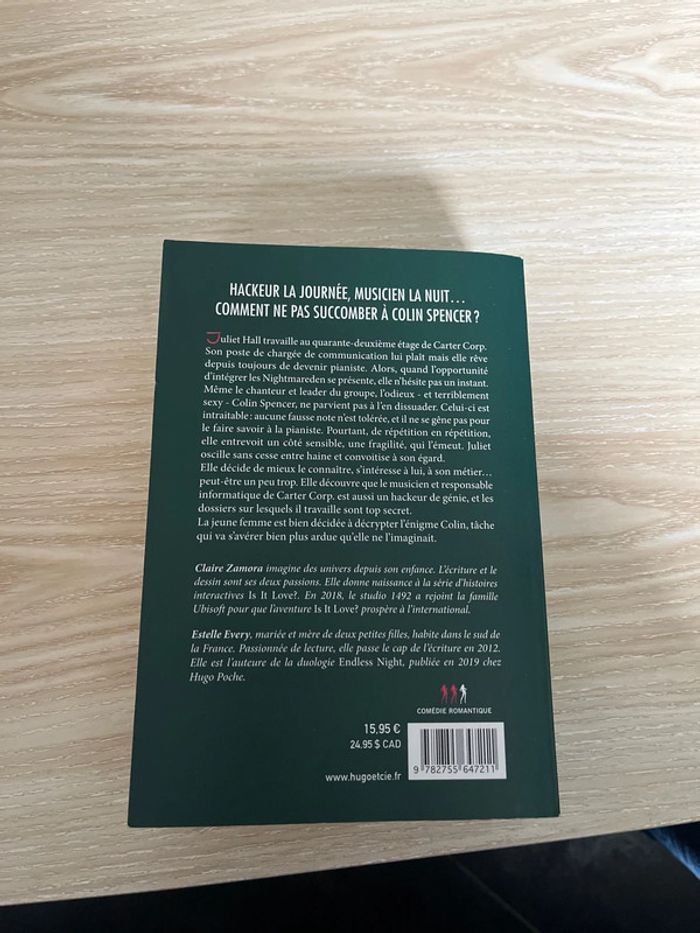 HACKEUR LA JOURNÉE, MUSICIEN LA NUIT…
COMMENT NE PAS SUCCOMBER À COLIN SPENCER ?
Juliet Hall travaille au quarante-deuxième étage de Carter Corp.
Son poste de chargée de communication lui plaît mais elle rêve
depuis toujours de devenir pianiste. Alors, quand l'opportunité
d'intégrer les Nightmareden se présente, elle n'hésite pas un instant.
Même le chanteur et leader du groupe, l'odieux - et terriblement
sexy - Colin Spencer, ne parvient pas à l'en dissuader. Celui-ci est
intraitable : aucune fausse note n'est tolérée, et il ne se gêne pas pour
le faire savoir à la pianiste. Pourtant, de répétition en répétition,
elle entrevoit un côté sensible, une fragilité, qui l'émeut. Juliet
oscille sans cesse entre haine et convoitise à son égard.
Elle décide de mieux le connaître, s'intéresse à lui, à son métier…
peut-être un peu trop. Elle découvre que le musicien et responsable
informatique de Carter Corp. est aussi un hackeur de génie, et les
dossiers sur lesquels il travaille sont top secret.
La jeune femme est bien décidée à décrypter l'énigme Colin, tâche
qui va s'avérer bien plus ardue qu'elle ne l'imaginait.
Claire Zamora imagine des univers depuis son enfance. L'écriture et le
dessin sont ses deux passions. Elle donne naissance à la série d'histoires
interactives Is It Love?. En 2018, le studio 1492 a rejoint la famille
Ubisoft pour que l'aventure Is It Love? prospère à l'international.
Estelle Every, mariée et mère de deux petites filles, habite dans le sud de
la France. Passionnée de lecture, elle passe le cap de l'écriture en 2012.
Elle est l'auteure de la duologie Endless Night, publiée en 2019 chez
Hugo Poche.
COMÉDIE ROMANTIQUE
15,95 €
24.95 $ CAD
www.hugoetcie.fr
9 782755 647211